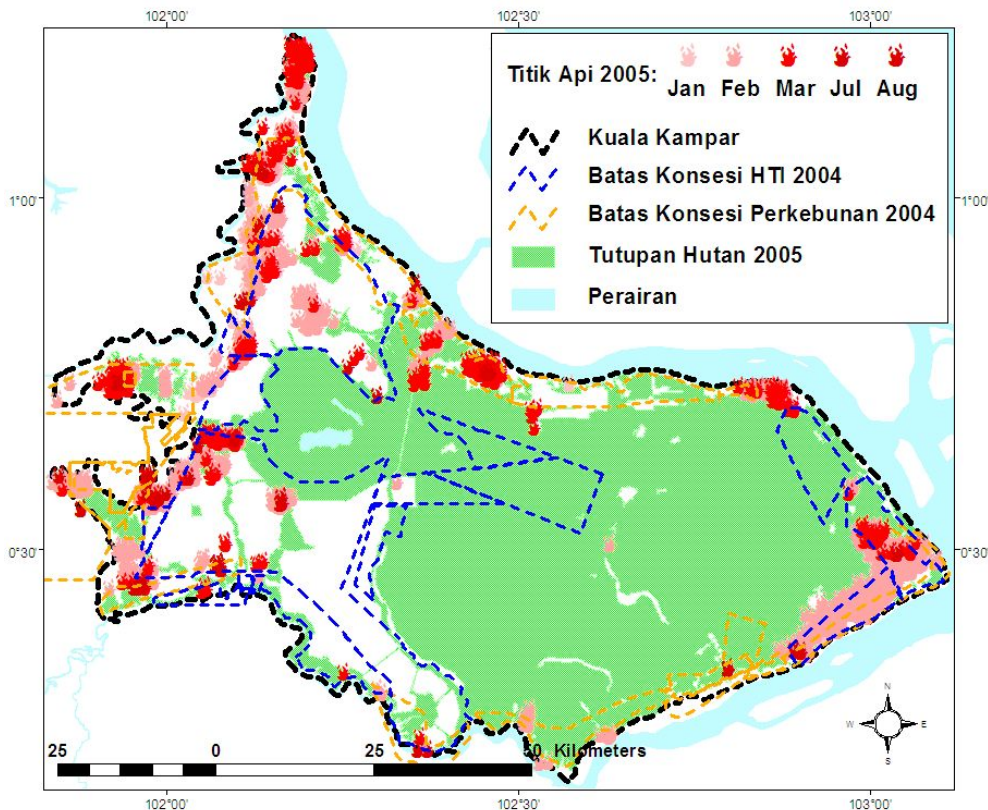 102°00' 102°30' 103°00'
Titik Api 2005:
Jan Feb Mar Jul Aug
Kuala Kampar
Batas Konsesi HTI 2004
Batas Konsesi Perkebunan 2004
Tutupan Hutan 2005
Perairan
1°00' 1°00'
0°30' 0°30'
N
W E
S
25 0 25 50 Kilometers
102°00' 102°30' 103°00'